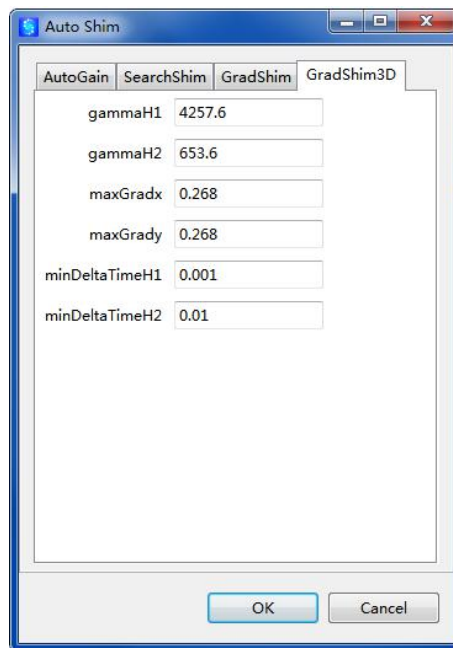 Auto Shim
AutoGain SearchShim GradShim GradShim3D
gammaH1 4257.6
gammaH2 653.6
maxGradx 0.268
maxGrady 0.268
minDeltaTimeH1 0.001
minDeltaTimeH2 0.01
OK Cancel